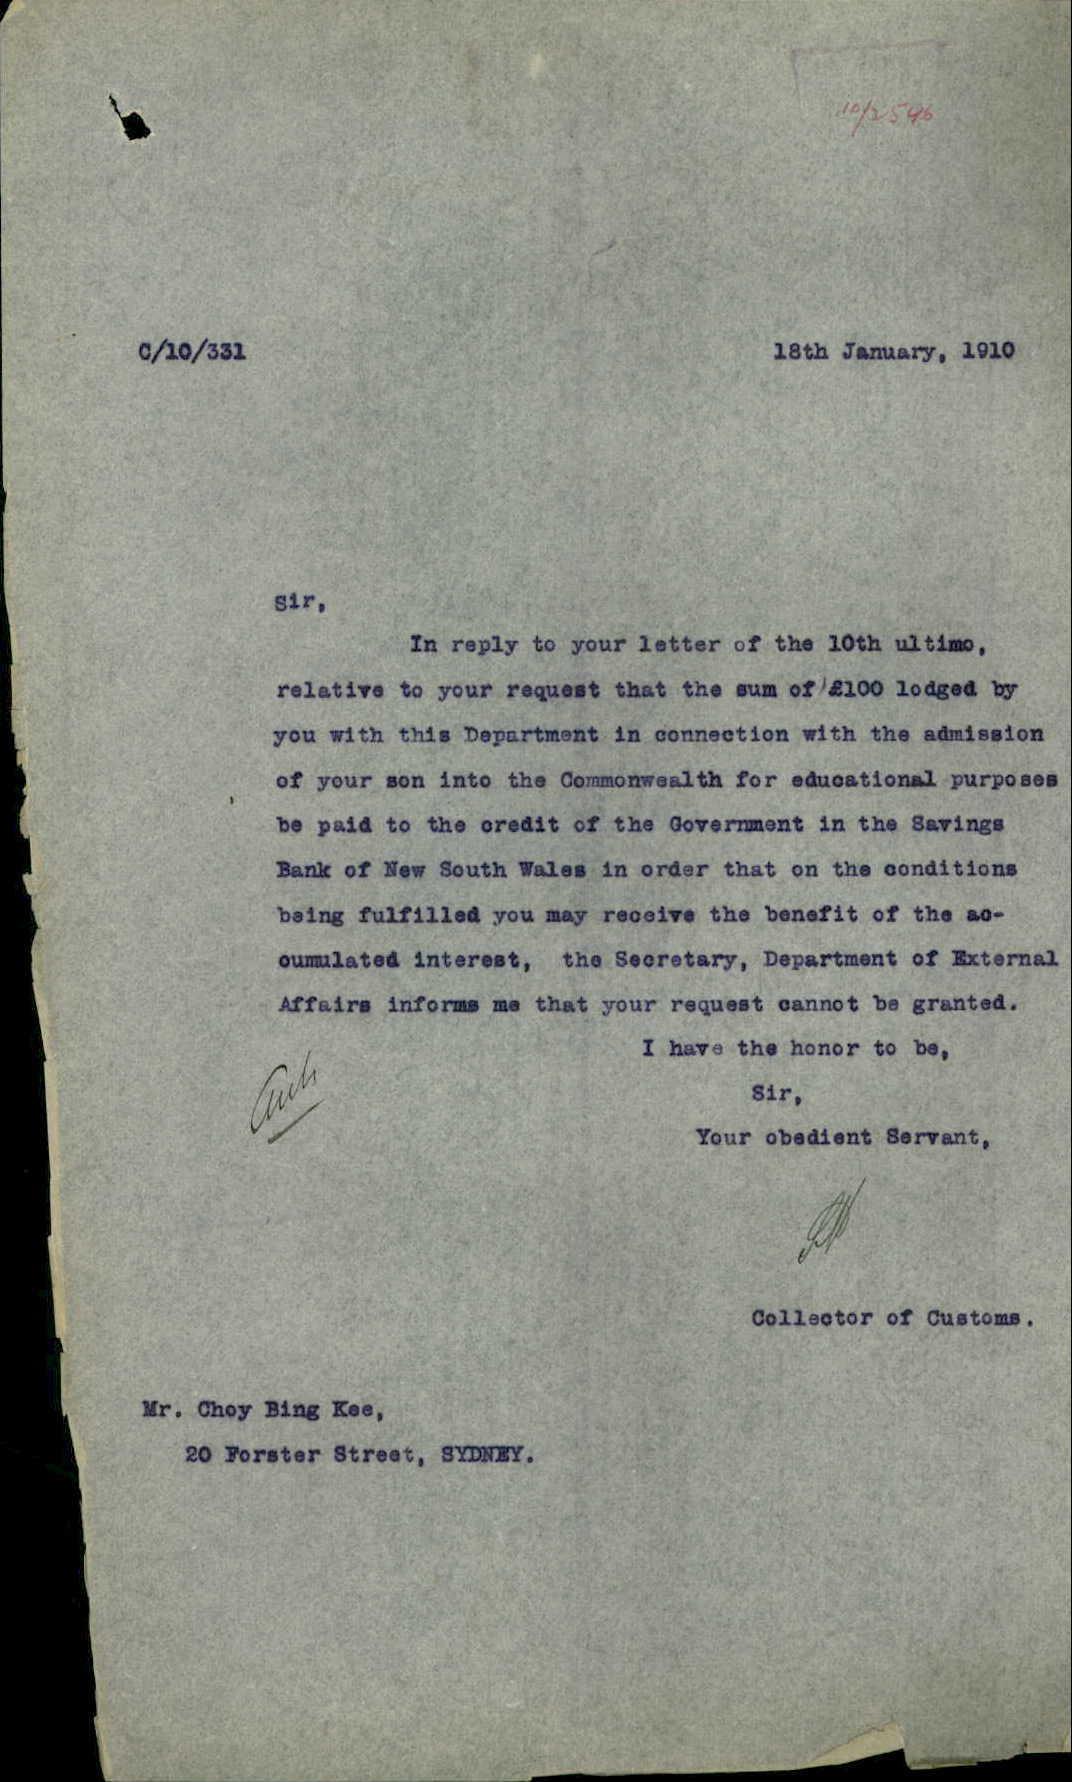 10/2546
C/10/331 18th January, 1910
Sir,
In reply to your letter of the 10th ultimo,
relative to your request that the sum of £100 lodged by
you with this Department in connection with the admission
of your son into the Commonwealth for educational purposes
be paid to the credit of the Government in the Savings
Bank of New South Wales in order that on the conditions
being fulfilled you may receive the benefit of the ac-
cumulated interest, the Secretary, Department of External
Affairs informs me that your request cannot be granted.
I have the honor to be,
Sir,
Your obedient Servant,
Collector of Customs.
Mr. Choy Bing Kee,
20 Forster Street, SYDNEY.